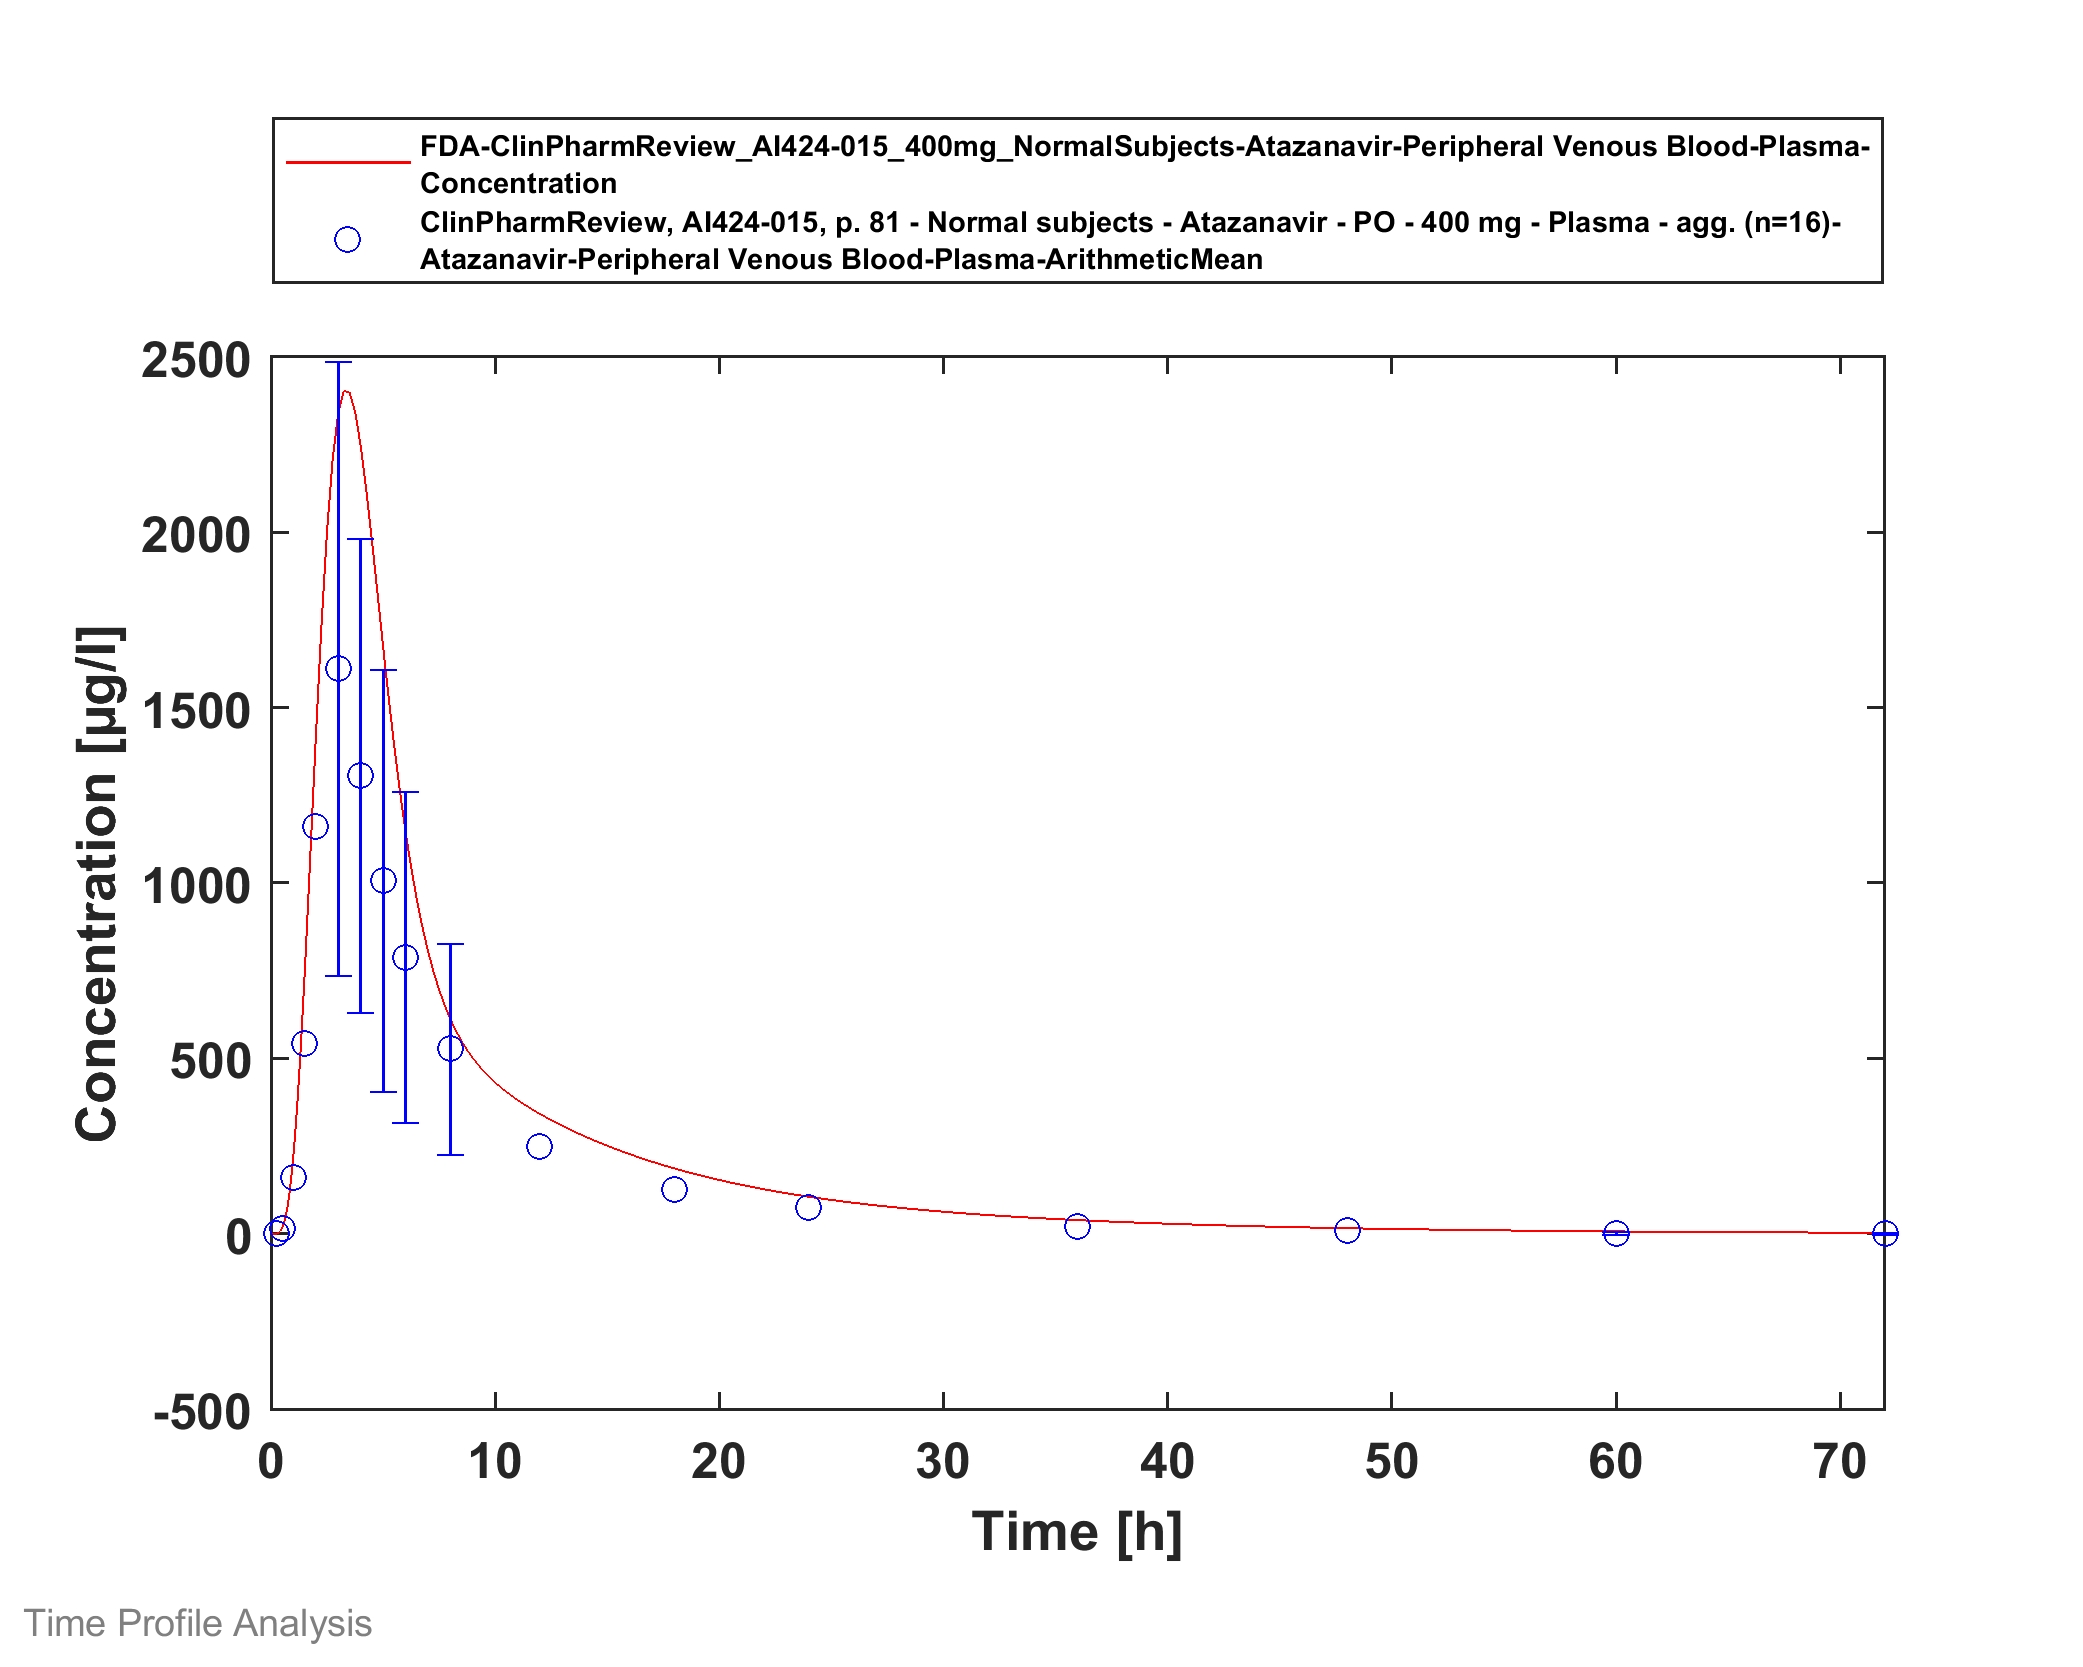 FDA-ClinPharmReview_AI424-015_400mg_NormalSubjects-Atazanavir-Peripheral Venous Blood-Plasma-
Concentration
ClinPharmReview, AI424-015, p. 81 - Normal subjects - Atazanavir - PO - 400 mg - Plasma - agg. (n=16)-
Atazanavir-Peripheral Venous Blood-Plasma-ArithmeticMean
2500
2000
1500
1000
500
0
-500
Concentration [µg/l]
0 10 20 30 40 50 60 70
Time [h]
Time Profile Analysis